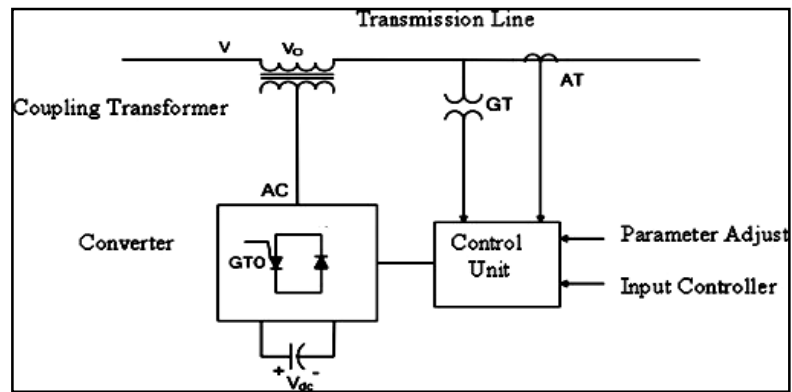 Transmission Line
V
Vo
AT
GT
Coupling Transformer
AC
Converter
GTO
Control
Unit
Parameter Adjust
Input Controller
+ -
Vdc